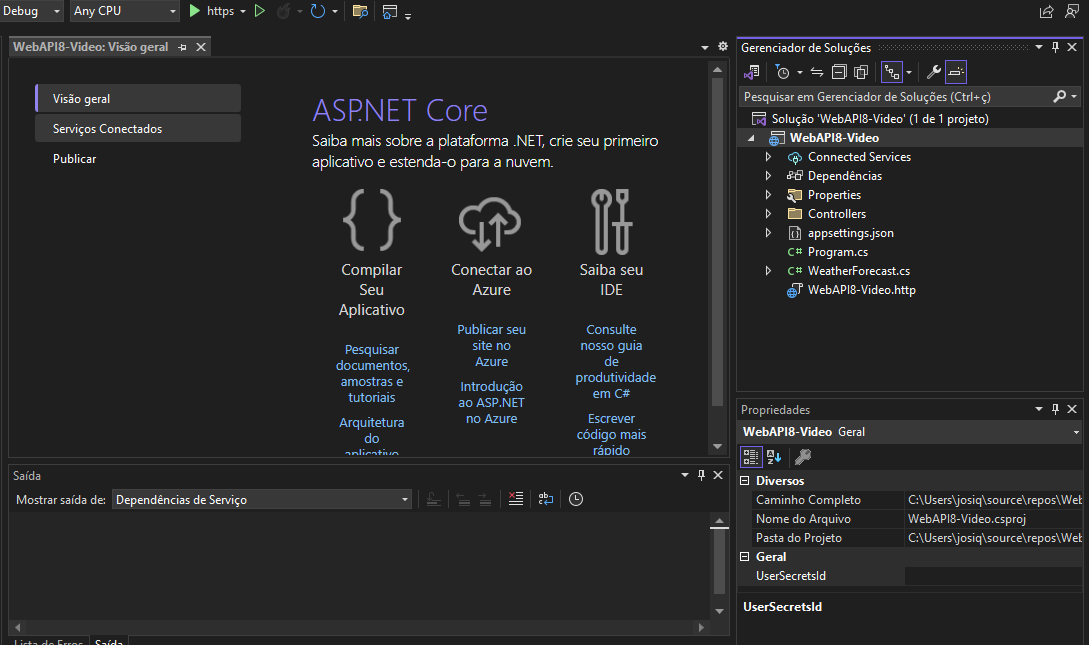 Debug
Any CPU
https
WebAPI8-Video: Visão geral
Visão geral
Serviços Conectados
Publicar
ASP.NET Core
Saiba mais sobre a plataforma .NET, crie seu primeiro
aplicativo e estenda-o para a nuvem.
Compilar
Seu
Aplicativo
Pesquisar
documentos,
amostras e
tutoriais
Arquitetura
do
aplicativo
Conectar ao
Azure
Publicar seu
site no
Azure
Introdução
ao ASP.NET
no Azure
Saiba seu
IDE
Consulte
nosso guia
de
produtividade
em C#
Escrever
código mais
rápido
Saída
Mostrar saída de:
Dependências de Serviço
Lista de Erros
Saída
Gerenciador de Soluções
Pesquisar em Gerenciador de Soluções (Ctrl+ç)
Solução 'WebAPI8-Video' (1 de 1 projeto)
WebAPI8-Video
Connected Services
Dependências
Properties
Controllers
appsettings.json
C# Program.cs
C# WeatherForecast.cs
WebAPI8-Video.http
Propriedades
WebAPI8-Video Geral
Diversos
Caminho Completo C:\Users\josiq\source\repos\Web
Nome do Arquivo WebAPI8-Video.csproj
Pasta do Projeto C:\Users\josiq\source\repos\Web
Geral
UserSecretsId
UserSecretsId